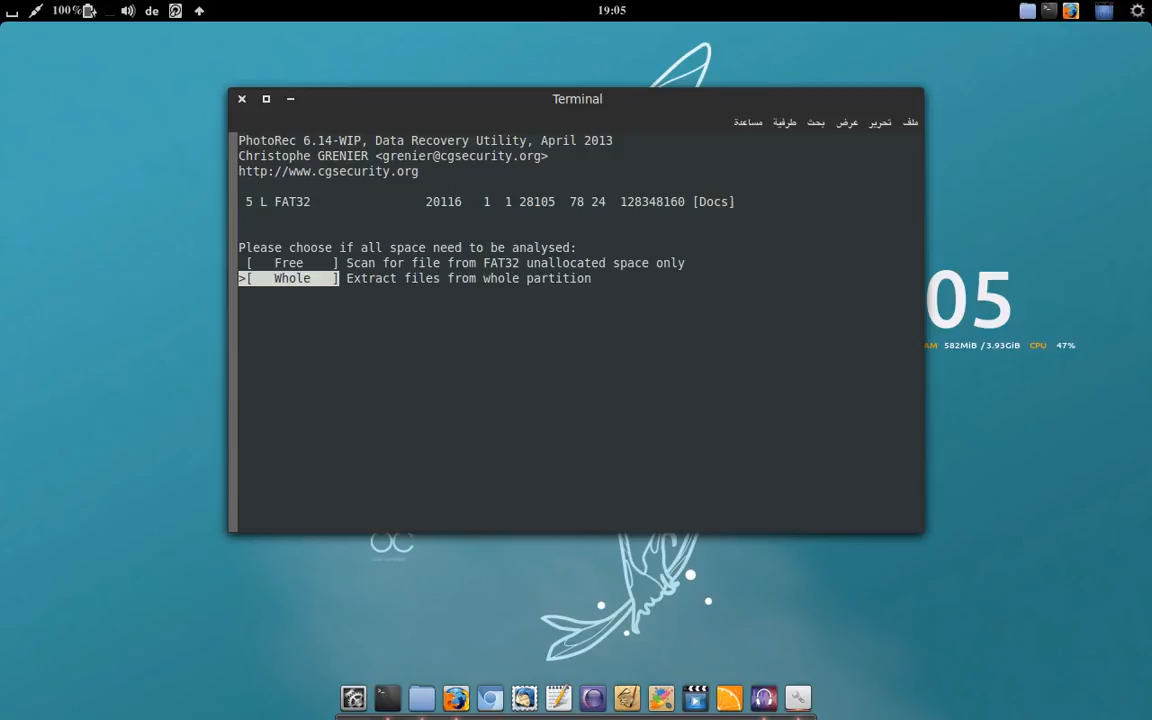 100%
de
19:05
Terminal
ملف تحرير عرض بحث طرفية مساعدة
PhotoRec 6.14-WIP, Data Recovery Utility, April 2013
Christophe GRENIER <grenier@cgsecurity.org>
http://www.cgsecurity.org
5 L FAT32 20116 1 1 28105 78 24 128348160 [Docs]
Please choose if all space need to be analysed:
[ Free ] Scan for file from FAT32 unallocated space only
>[ Whole ] Extract files from whole partition
05
AM 582MiB / 3.93GiB CPU 47%